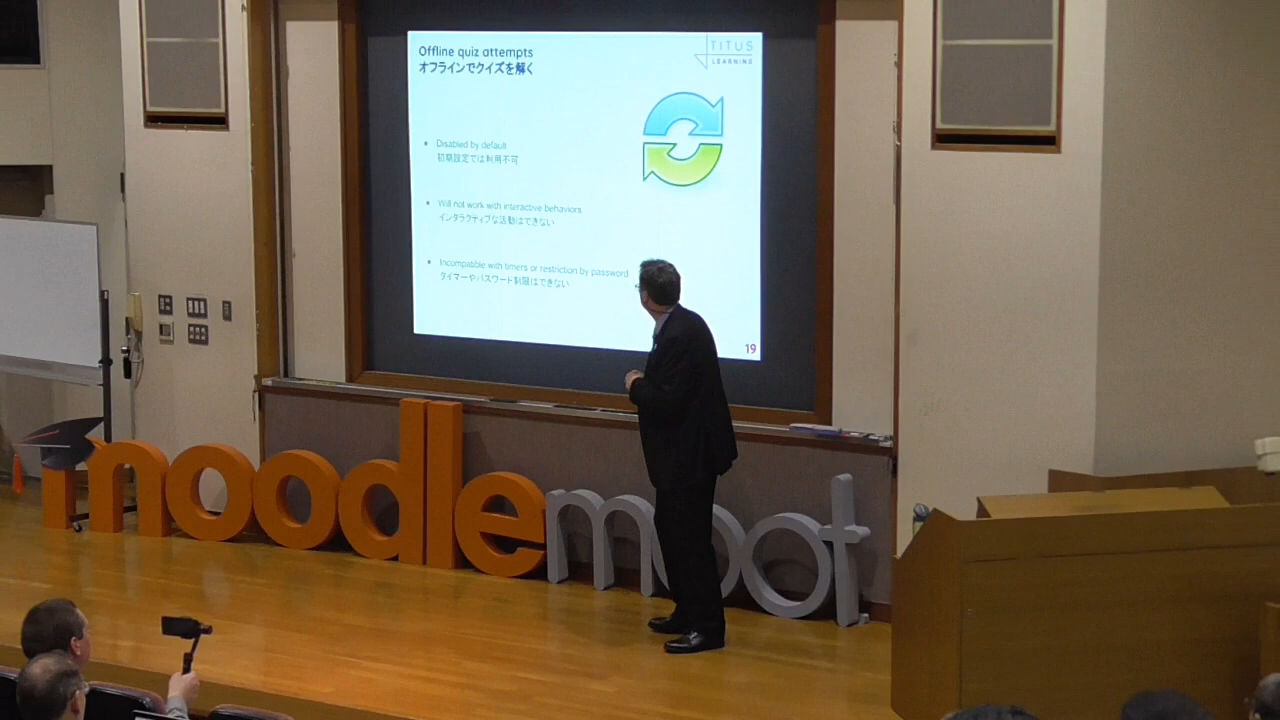 Offline quiz attempts
オフラインでクイズを解く
TITUS
LEARNING
• Disabled by default
初期設定では利用不可
• Will not work with interactive behaviors
インタラクティブな活動はできない
• Incompatible with timers or restriction by password
タイマーやパスワード制限はできない
19
moodlemoot